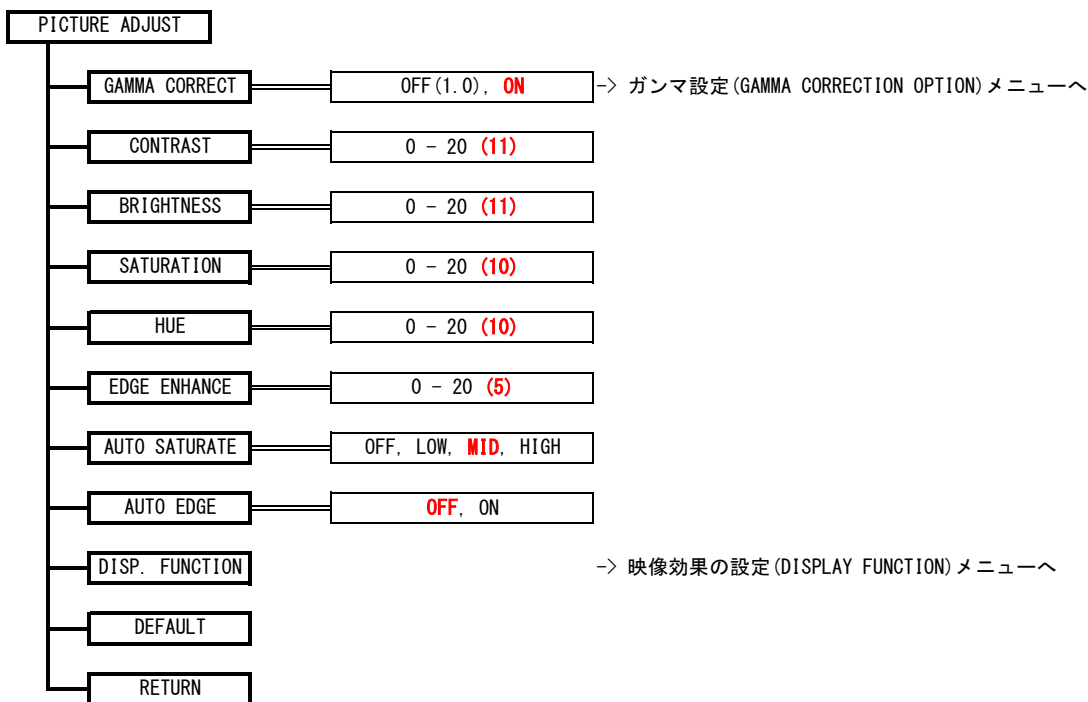 PICTURE ADJUST
GAMMA CORRECT OFF(1.0), ON -> ガンマ設定(GAMMA CORRECTION OPTION)メニューへ
CONTRAST 0 - 20 (11)
BRIGHTNESS 0 - 20 (11)
SATURATION 0 - 20 (10)
HUE 0 - 20 (10)
EDGE ENHANCE 0 - 20 (5)
AUTO SATURATE OFF, LOW, MID, HIGH
AUTO EDGE OFF, ON
DISP. FUNCTION -> 映像効果の設定(DISPLAY FUNCTION)メニューへ
DEFAULT
RETURN